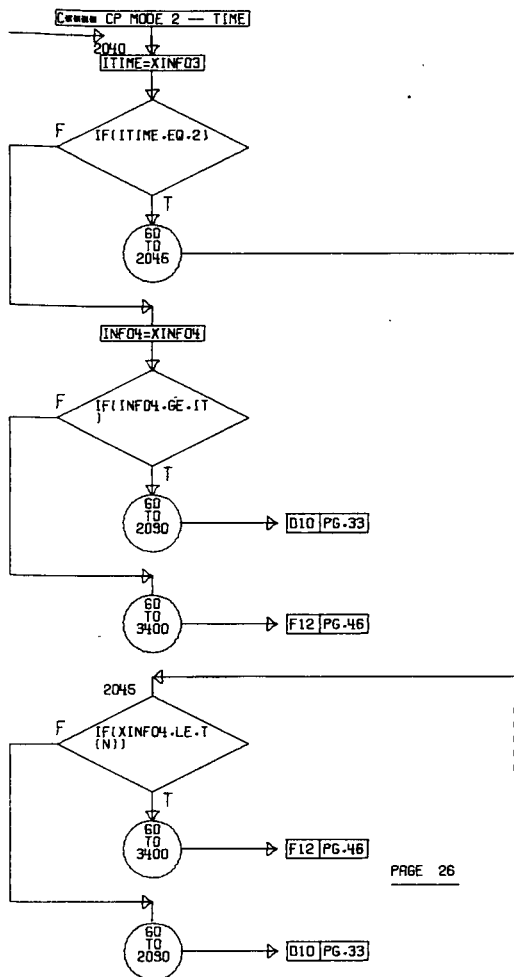 C**** CP MODE 2 -- TIME
2040
ITIME=XINFO3
F
IF(ITIME.EQ.2)
T
GO
TO
2045
INFO4=XINFO4
F
IF(INFO4.GE.IT
)
T
GO
TO
2090
D10 PG.33
GO
TO
3400
F12 PG.46
2045
F
IF(XINFO4.LE.T
(N))
T
GO
TO
3400
F12 PG.46
PAGE 26
GO
TO
2090
D10 PG.33